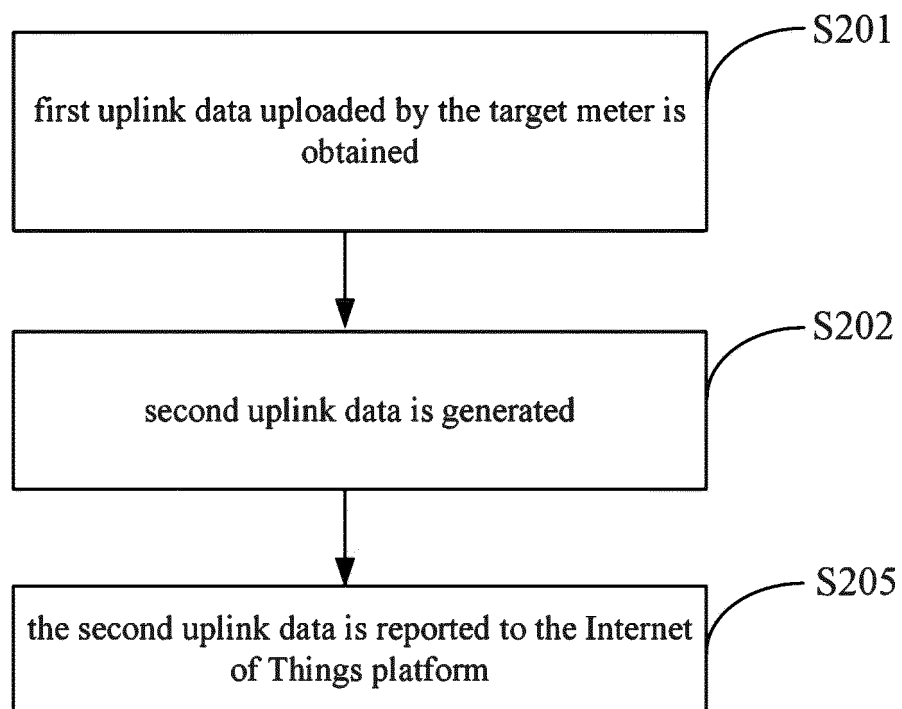 S201
first uplink data uploaded by the target meter is
obtained
S202
second uplink data is generated
S205
the second uplink data is reported to the Internet
of Things platform